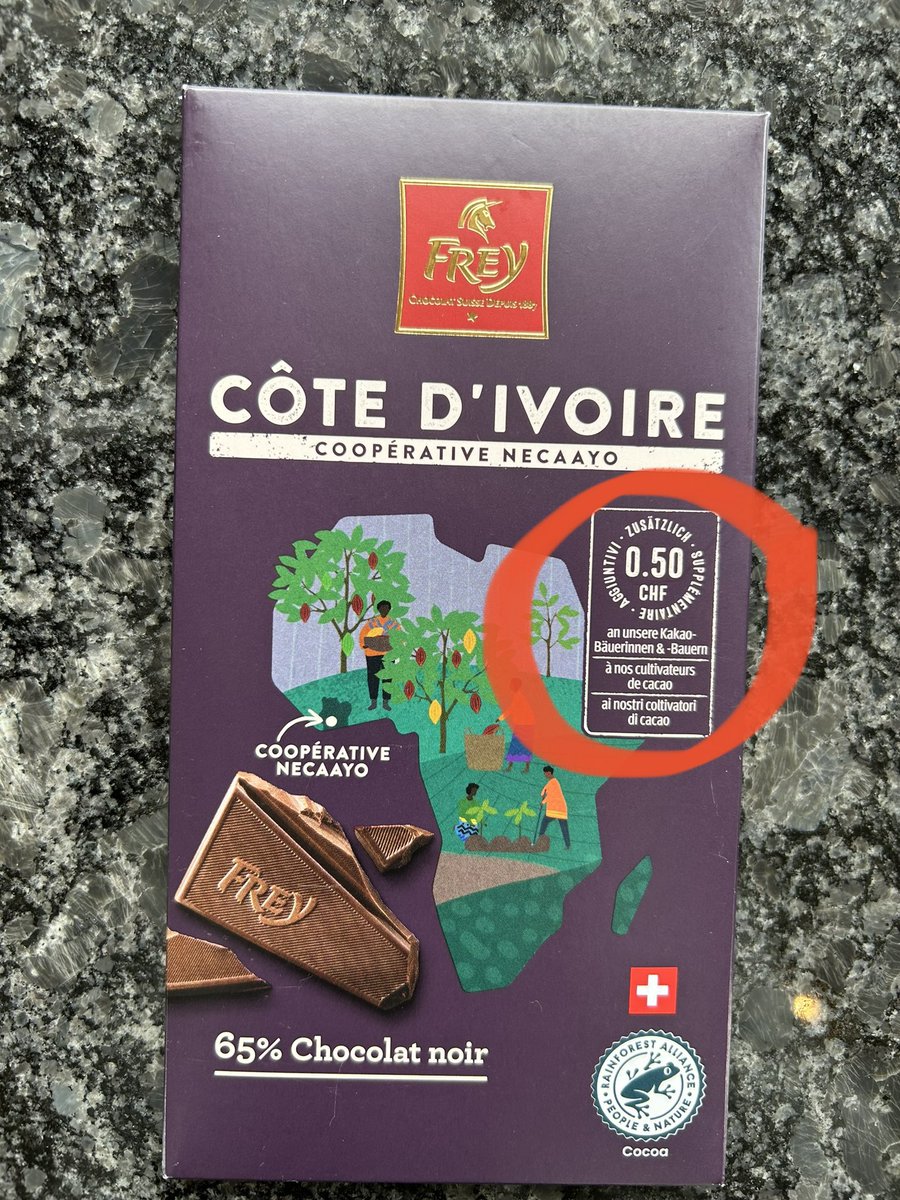 FREY
CHOCOLAT SUISSE DEPUIS 1887
CÔTE D'IVOIRE
COOPÉRATIVE NECAAYO
AGGIUNTIVI · ZUSÄTZLICH · SUPPLÉMENTAIRE ·
0.50
CHF
an unsere Kakao-
Bäuerinnen & -Bauern
à nos cultivateurs
de cacao
ai nostri coltivatori
di cacao
COOPÉRATIVE
NECAAYO
FREY
65% Chocolat noir
RAINFOREST ALLIANCE
· PEOPLE & NATURE ·
Cocoa